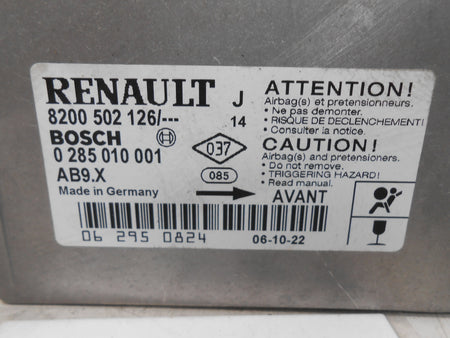 RENAULT J
8200 502 126/--- 14
BOSCH
0 285 010 001
AB9.X
Made in Germany
037
085
06 295 0824
ATTENTION!
Airbag(s) et pretensionneurs.
• Ne pas demonter.
• RISQUE DE DECLENCHEMENT!
• Consulter la notice.
CAUTION!
Airbag(s) and pretensioners.
• Do not remove.
• TRIGGERING HAZARD!
• Read manual.
AVANT
06-10-22